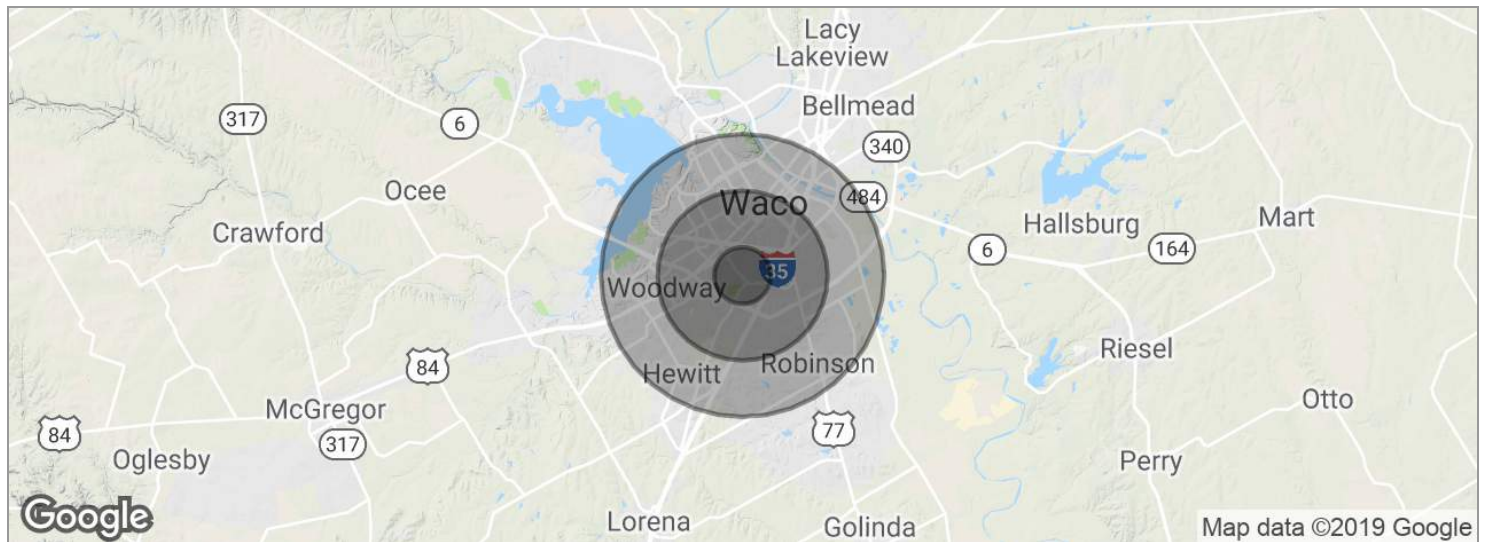 Lacy
Lakeview
Bellmead
317
6
340
Ocee
484
Waco
Crawford
Hallsburg
Mart
6
164
35
Woodway
Riesel
84
Hewitt
Robinson
McGregor
Otto
84
317
77
Oglesby
Perry
Google
Lorena
Golinda
Map data ©2019 Google